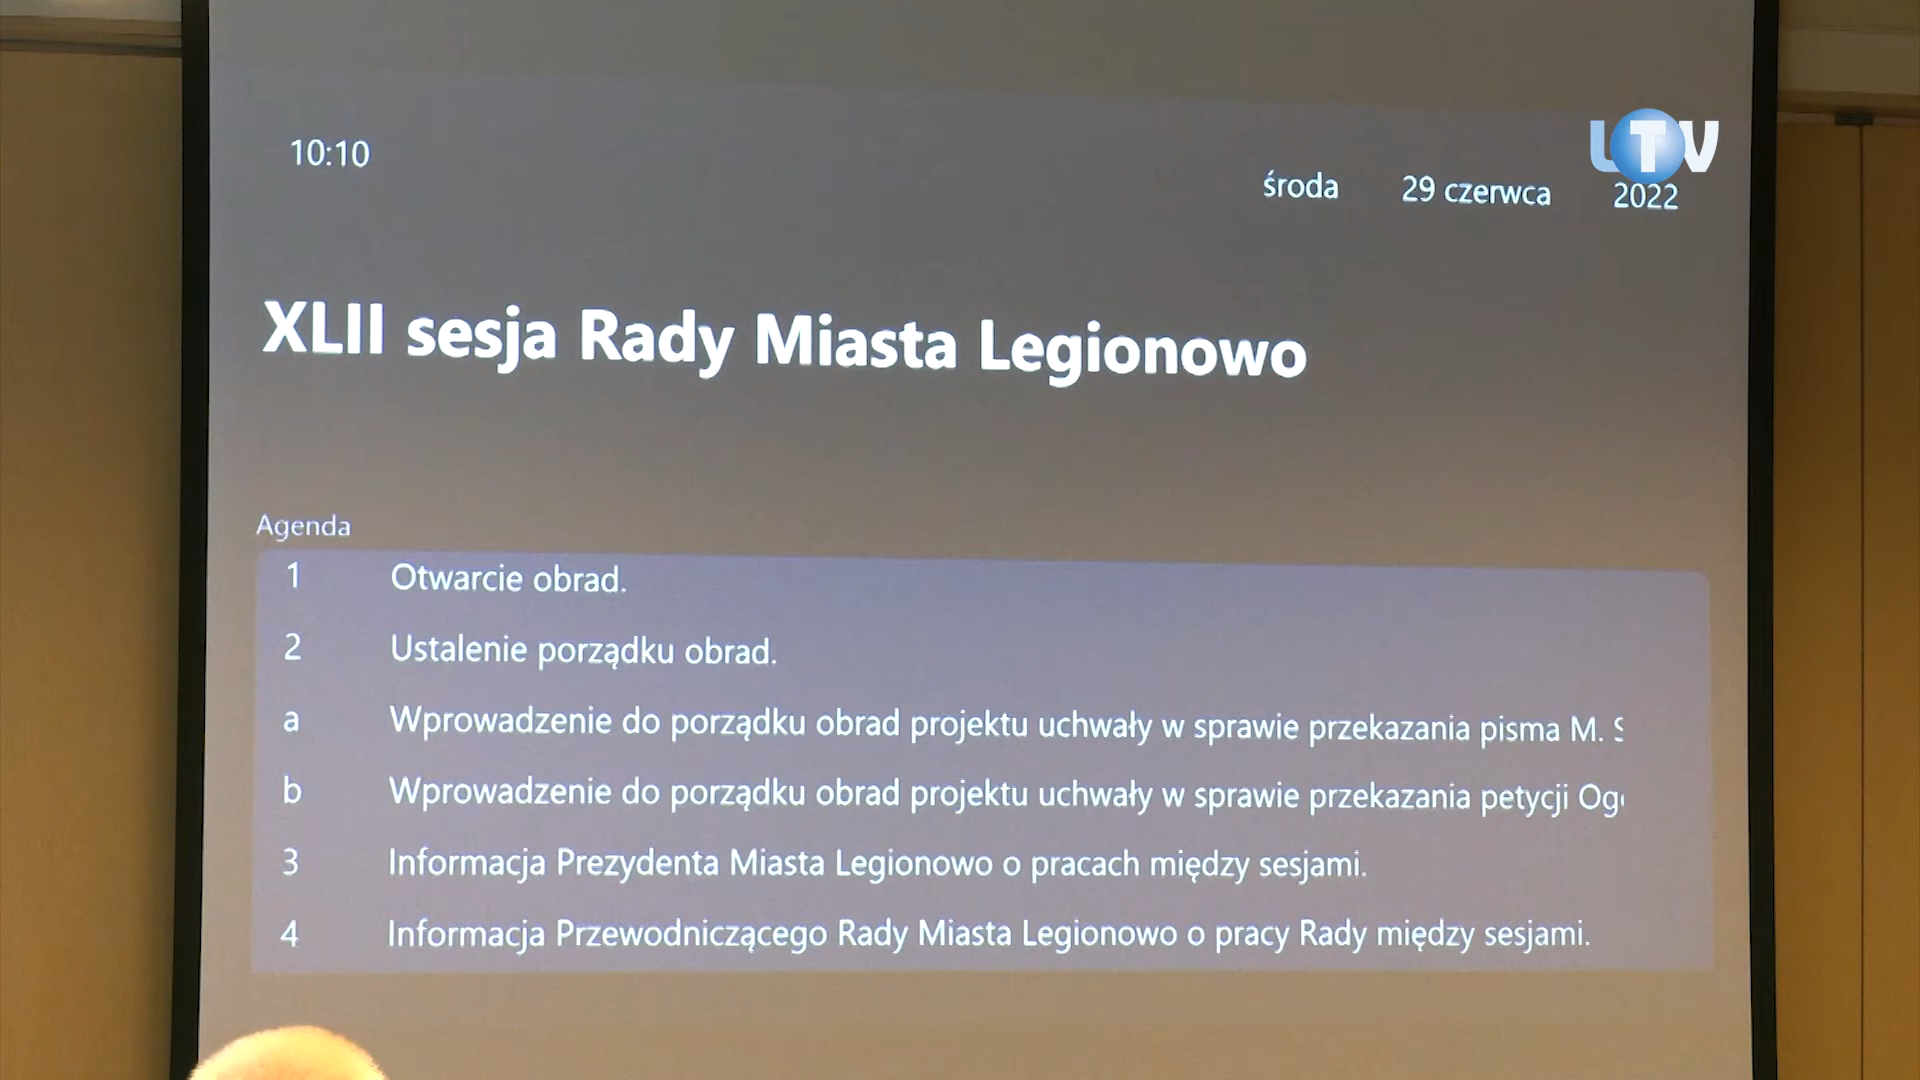 LTV
10:10
środa 29 czerwca 2022
XLII sesja Rady Miasta Legionowo
Agenda
1 Otwarcie obrad.
2 Ustalenie porządku obrad.
a Wprowadzenie do porządku obrad projektu uchwały w sprawie przekazania pisma M.
b Wprowadzenie do porządku obrad projektu uchwały w sprawie przekazania petycji
3 Informacja Prezydenta Miasta Legionowo o pracach między sesjami.
4 Informacja Przewodniczącego Rady Miasta Legionowo o pracy Rady między sesjami.